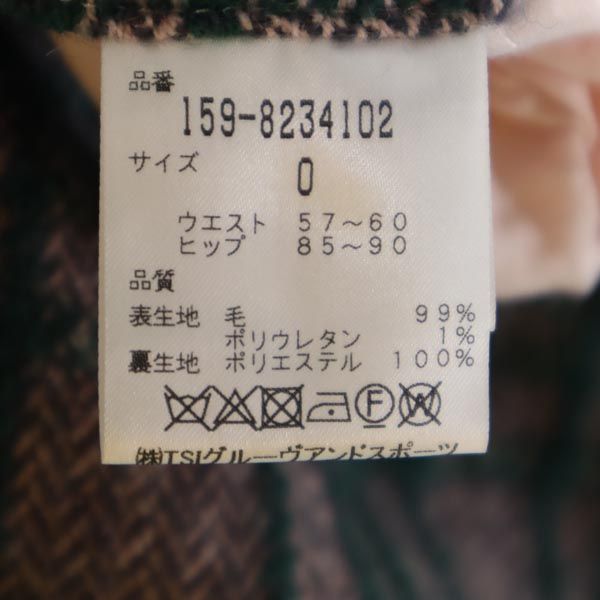 品番
159-8234102
サイズ
0
ウエスト 57～60
ヒップ 85～90
品質
表生地 毛 99%
ポリウレタン 1%
裏生地 ポリエステル 100%
F W
㈱TSIグルーヴアンドスポーツ